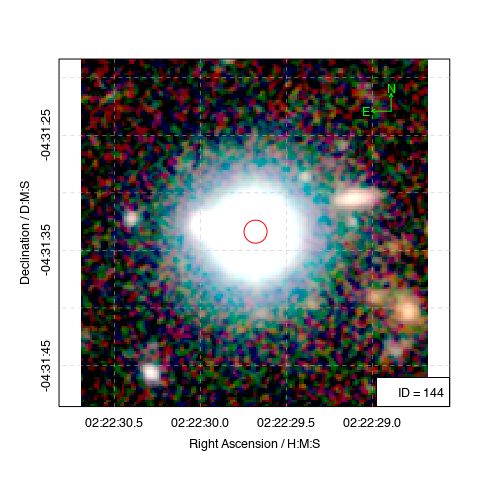 N
E
Declination / D:M:S
-04:31:25
-04:31:35
-04:31:45
ID = 144
02:22:30.5 02:22:30.0 02:22:29.5 02:22:29.0
Right Ascension / H:M:S